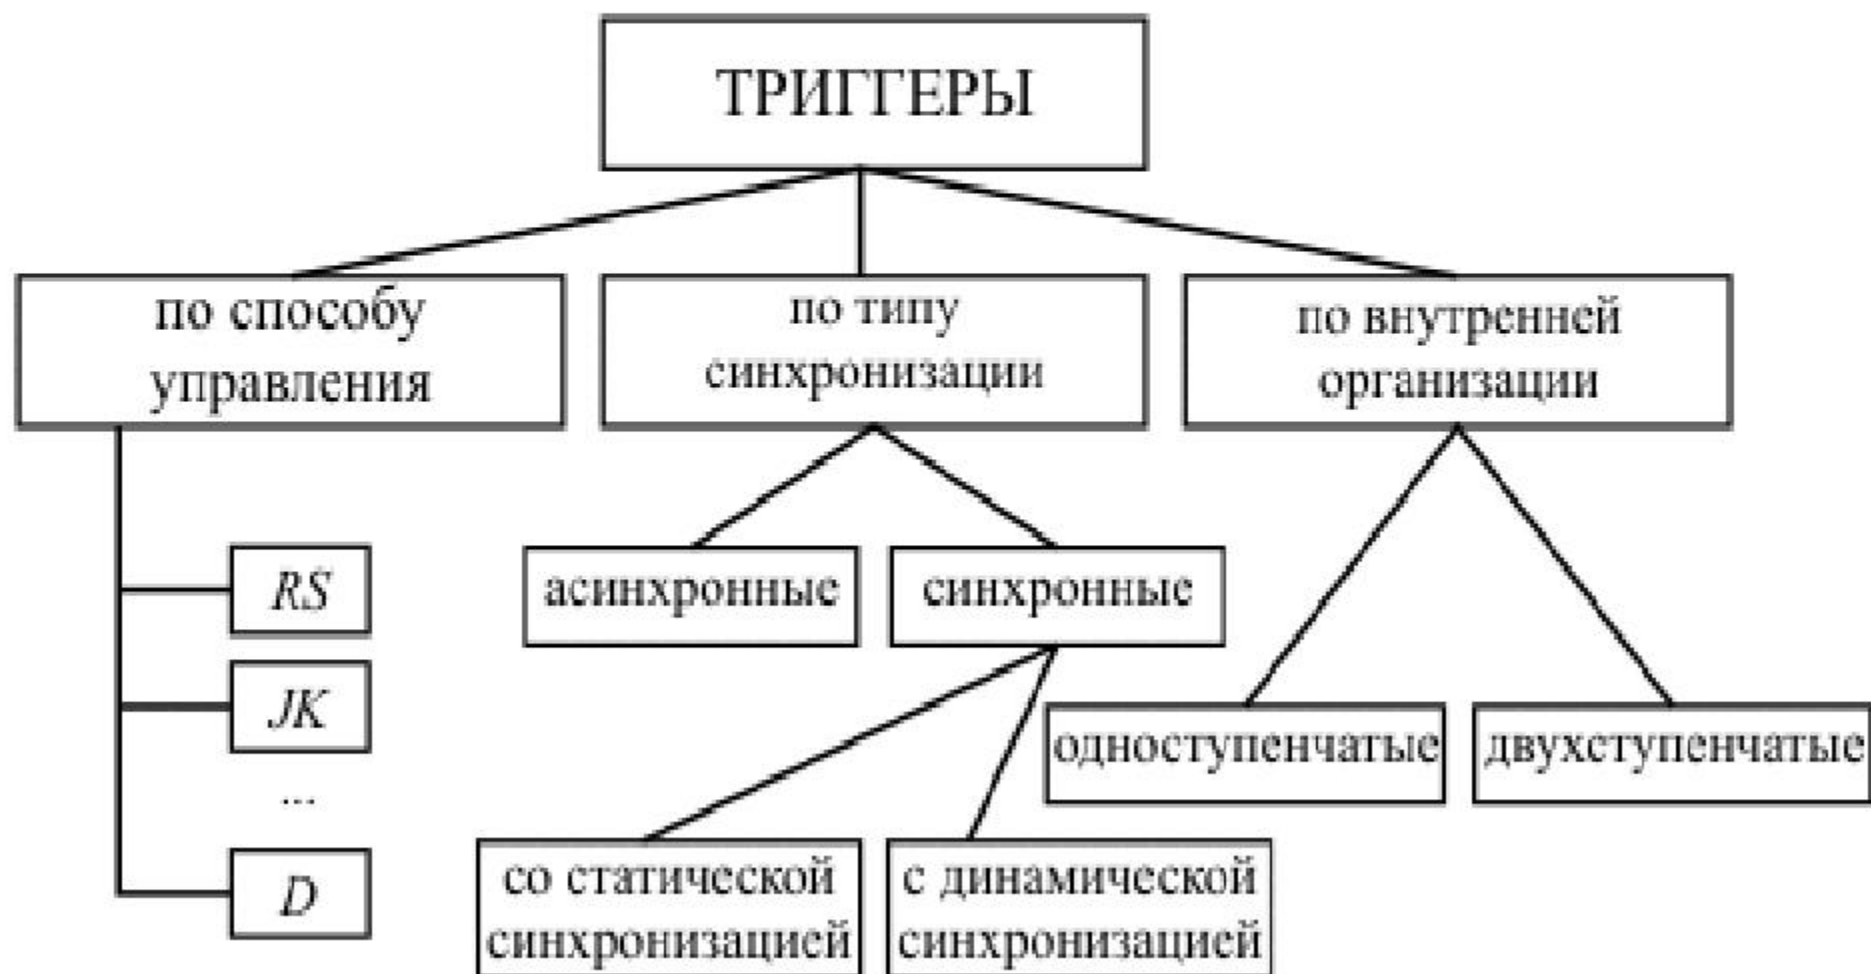 ТРИГГЕРЫ
по способу
управления
по типу
синхронизации
по внутренней
организации
RS
JK
...
D
асинхронные
синхронные
со статической
синхронизацией
с динамической
синхронизацией
одноступенчатые
двухступенчатые